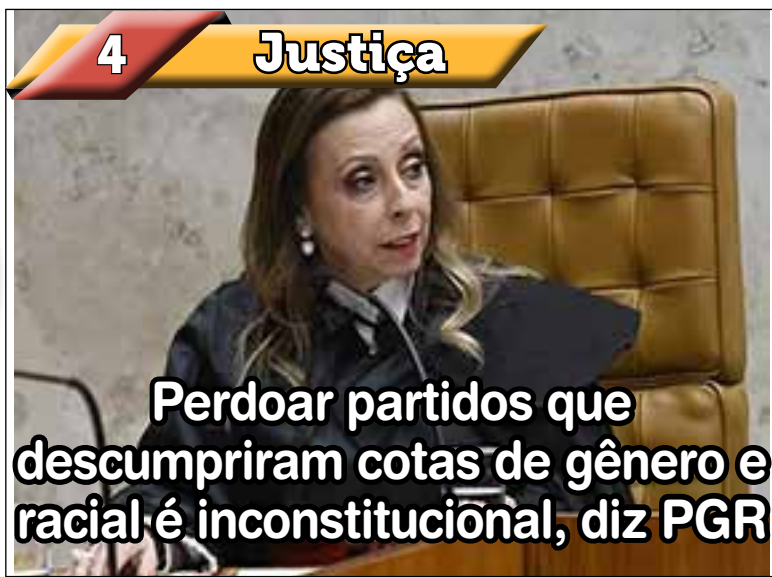 4 Justiça
Perdoar partidos que
descumpriram cotas de gênero e
racial é inconstitucional, diz PGR